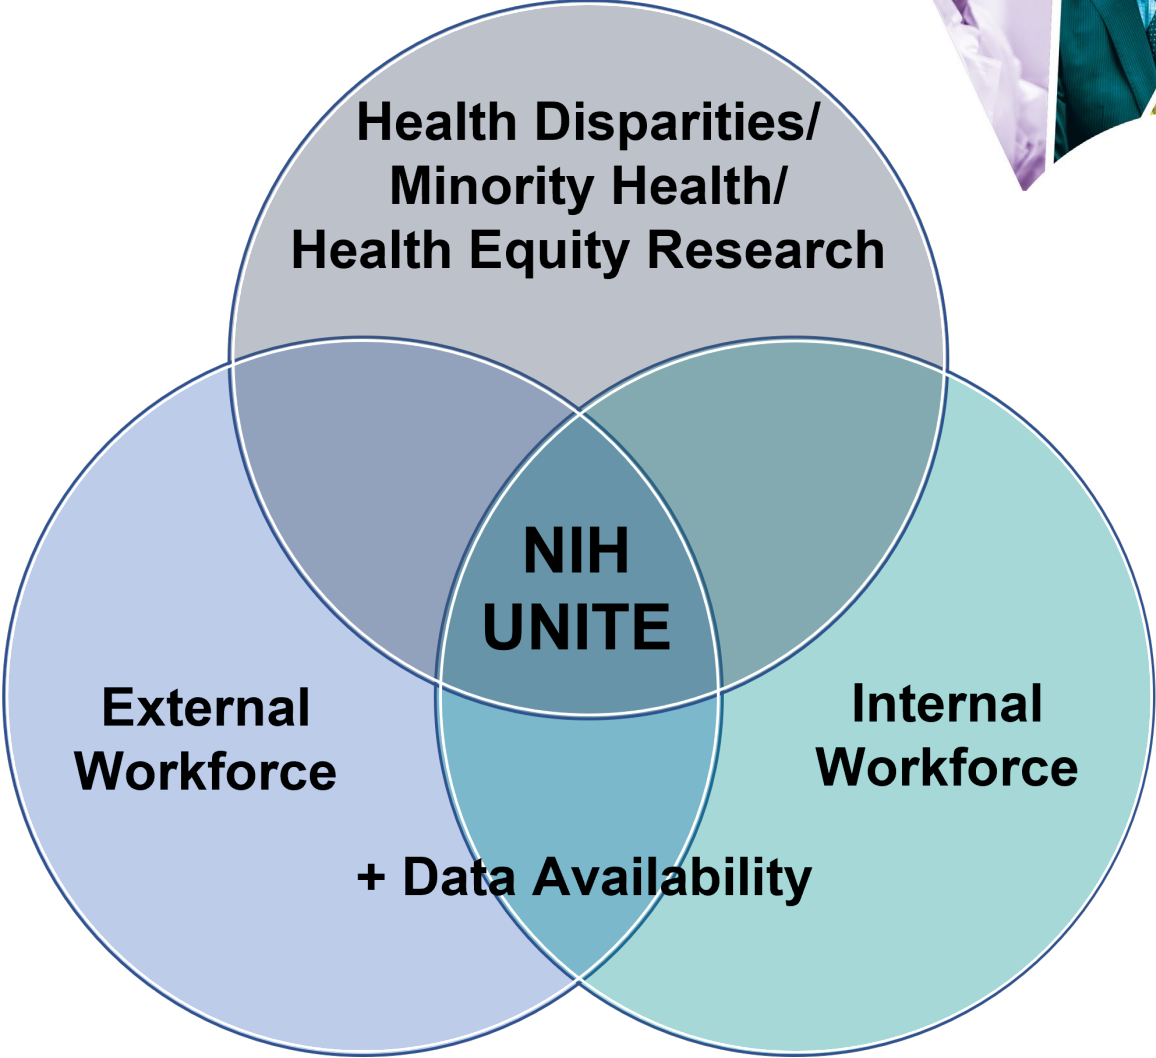 Health Disparities/
Minority Health/
Health Equity Research
NIH
UNITE
External
Workforce
Internal
Workforce
+ Data Availability